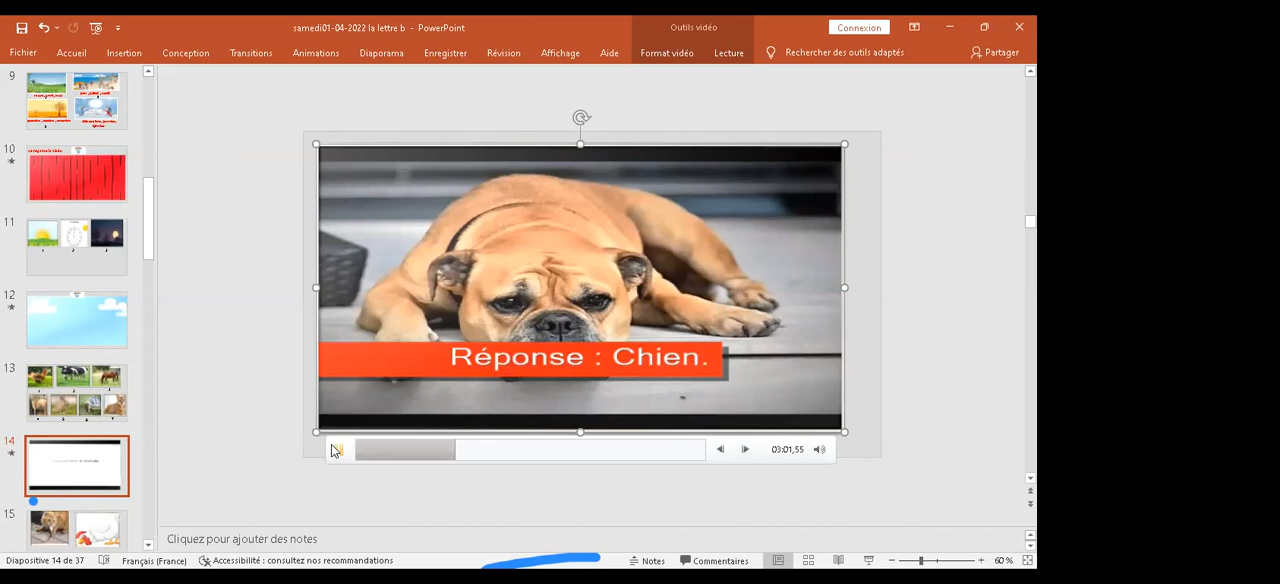 samedi01-04-2022 la lettre b - PowerPoint
Outils vidéo
Connexion
Fichier Accueil Insertion Conception Transitions Animations Diaporama Enregistrer Révision Affichage Aide Format vidéo Lecture Rechercher des outils adaptés Partager
9
10
11
12
13
14
15
Réponse : Chien.
03:01,55
Cliquez pour ajouter des notes
Diapositive 14 de 37 Français (France) Accessibilité : consultez nos recommandations Notes Commentaires 60 %